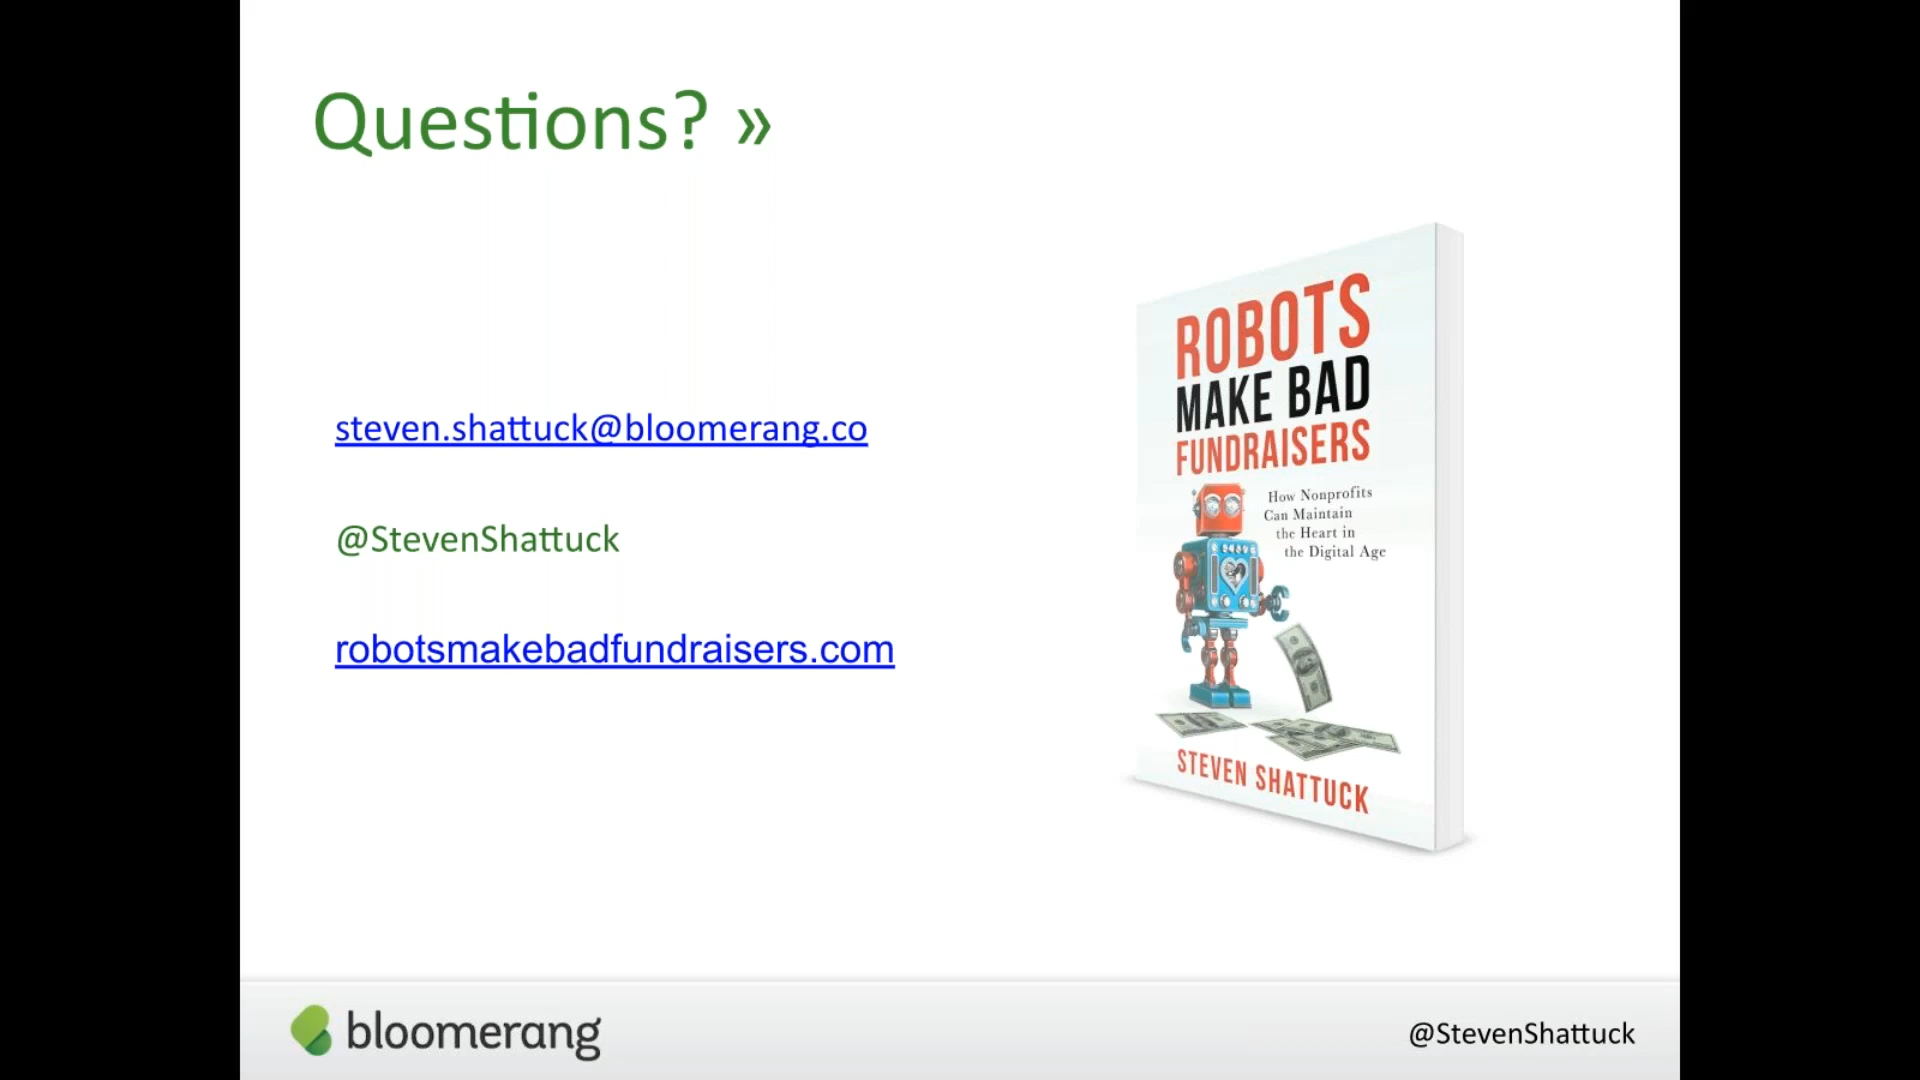 Questions? »
steven.shattuck@bloomerang.co
@StevenShattuck
robotsmakebadfundraisers.com
ROBOTS
MAKE BAD
FUNDRAISERS
How Nonprofits
Can Maintain
the Heart in
the Digital Age
STEVEN SHATTUCK
bloomerang
@StevenShattuck